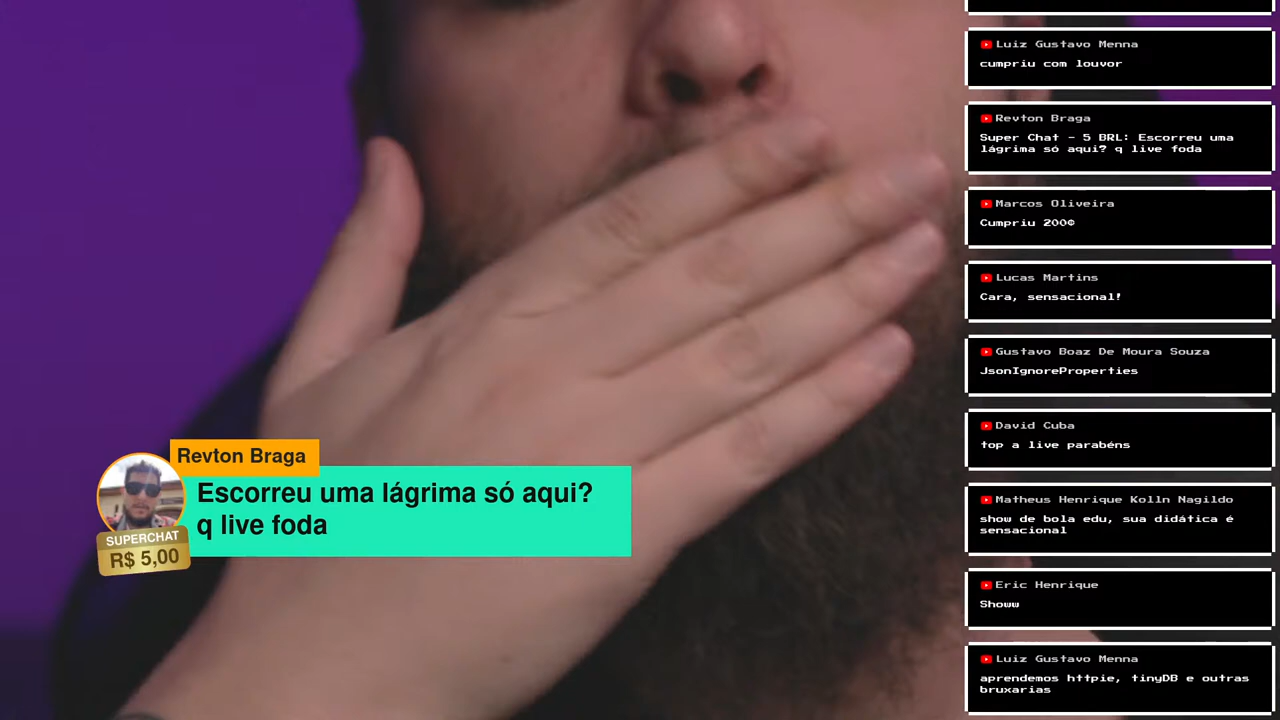 Revton Braga
Escorreu uma lágrima só aqui?
q live foda
SUPERCHAT
R$ 5,00
Luiz Gustavo Menna
cumpriu com louvor
Revton Braga
Super Chat - 5 BRL: Escorreu uma
lágrima só aqui? q live foda
Marcos Oliveira
Cumpriu 200¢
Lucas Martins
Cara, sensacional!
Gustavo Boaz De Moura Souza
JsonIgnoreProperties
David Cuba
top a live parabéns
Matheus Henrique Kolln Nagildo
show de bola edu, sua didática é
sensacional
Eric Henrique
Showw
Luiz Gustavo Menna
aprendemos httpie, tinyDB e outras
bruxarias